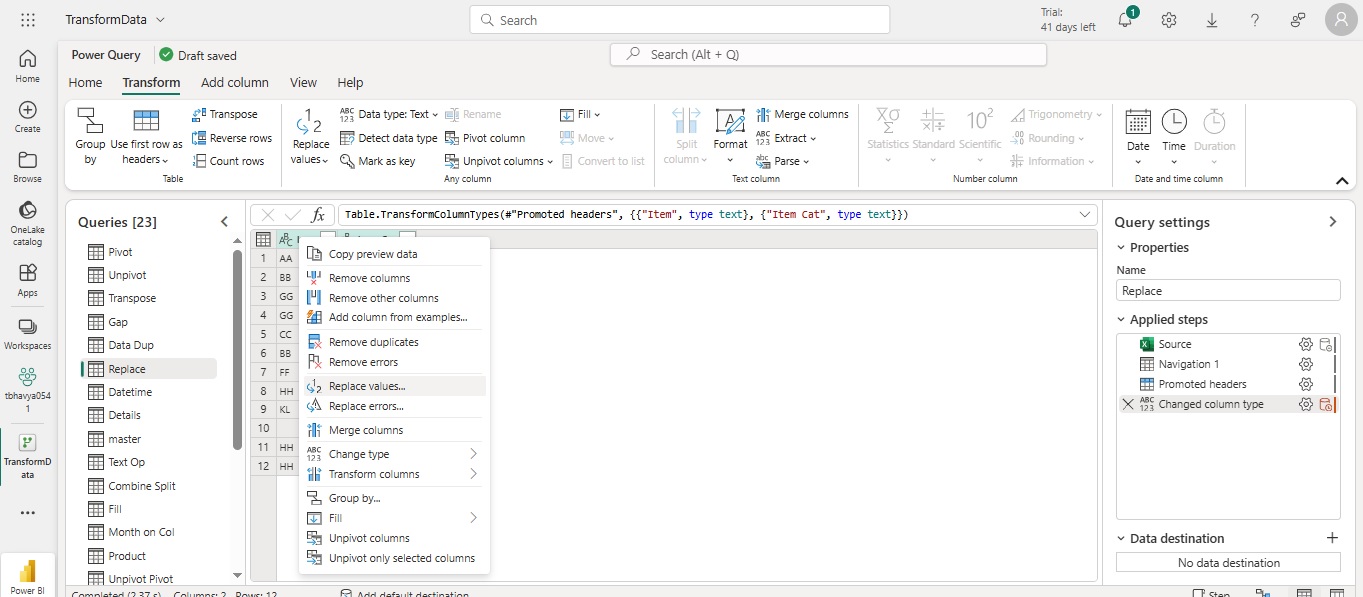 TransformData
Search
Trial:
41 days left
1
Home
Create
Browse
OneLake
catalog
Apps
Workspaces
tbhavya054
1
TransformD
ata
Power BI
Power Query
Draft saved
Search (Alt + Q)
Home
Transform
Add column
View
Help
Group
by
Use first row as
headers
Transpose
Reverse rows
Count rows
Table
Replace
values
Data type: Text
Detect data type
Mark as key
Rename
Pivot column
Unpivot columns
Fill
Move
Convert to list
Any column
Split
column
Format
Merge columns
Extract
Parse
Text column
Statistics
Standard
Scientific
Trigonometry
Rounding
Information
Number column
Date
Time
Duration
Date and time column
Queries [23]
Pivot
Unpivot
Transpose
Gap
Data Dup
Replace
Datetime
Details
master
Text Op
Combine Split
Fill
Month on Col
Product
Unpivot Pivot
fx
Table.TransformColumnTypes(#"Promoted headers", {{"Item", type text}, {"Item Cat", type text}})
1 AA
2 BB
3 GG
4 GG
5 CC
6 BB
7 FF
8 HH
9 KL
10
11 HH
12 HH
Copy preview data
Remove columns
Remove other columns
Add column from examples...
Remove duplicates
Remove errors
Replace values...
Replace errors...
Merge columns
Change type
Transform columns
Group by...
Fill
Unpivot columns
Unpivot only selected columns
Query settings
Properties
Name
Replace
Applied steps
Source
Navigation 1
Promoted headers
Changed column type
Data destination
No data destination
Completed (2.37 s)
Columns: 2
Rows: 12
Add default destination
Step